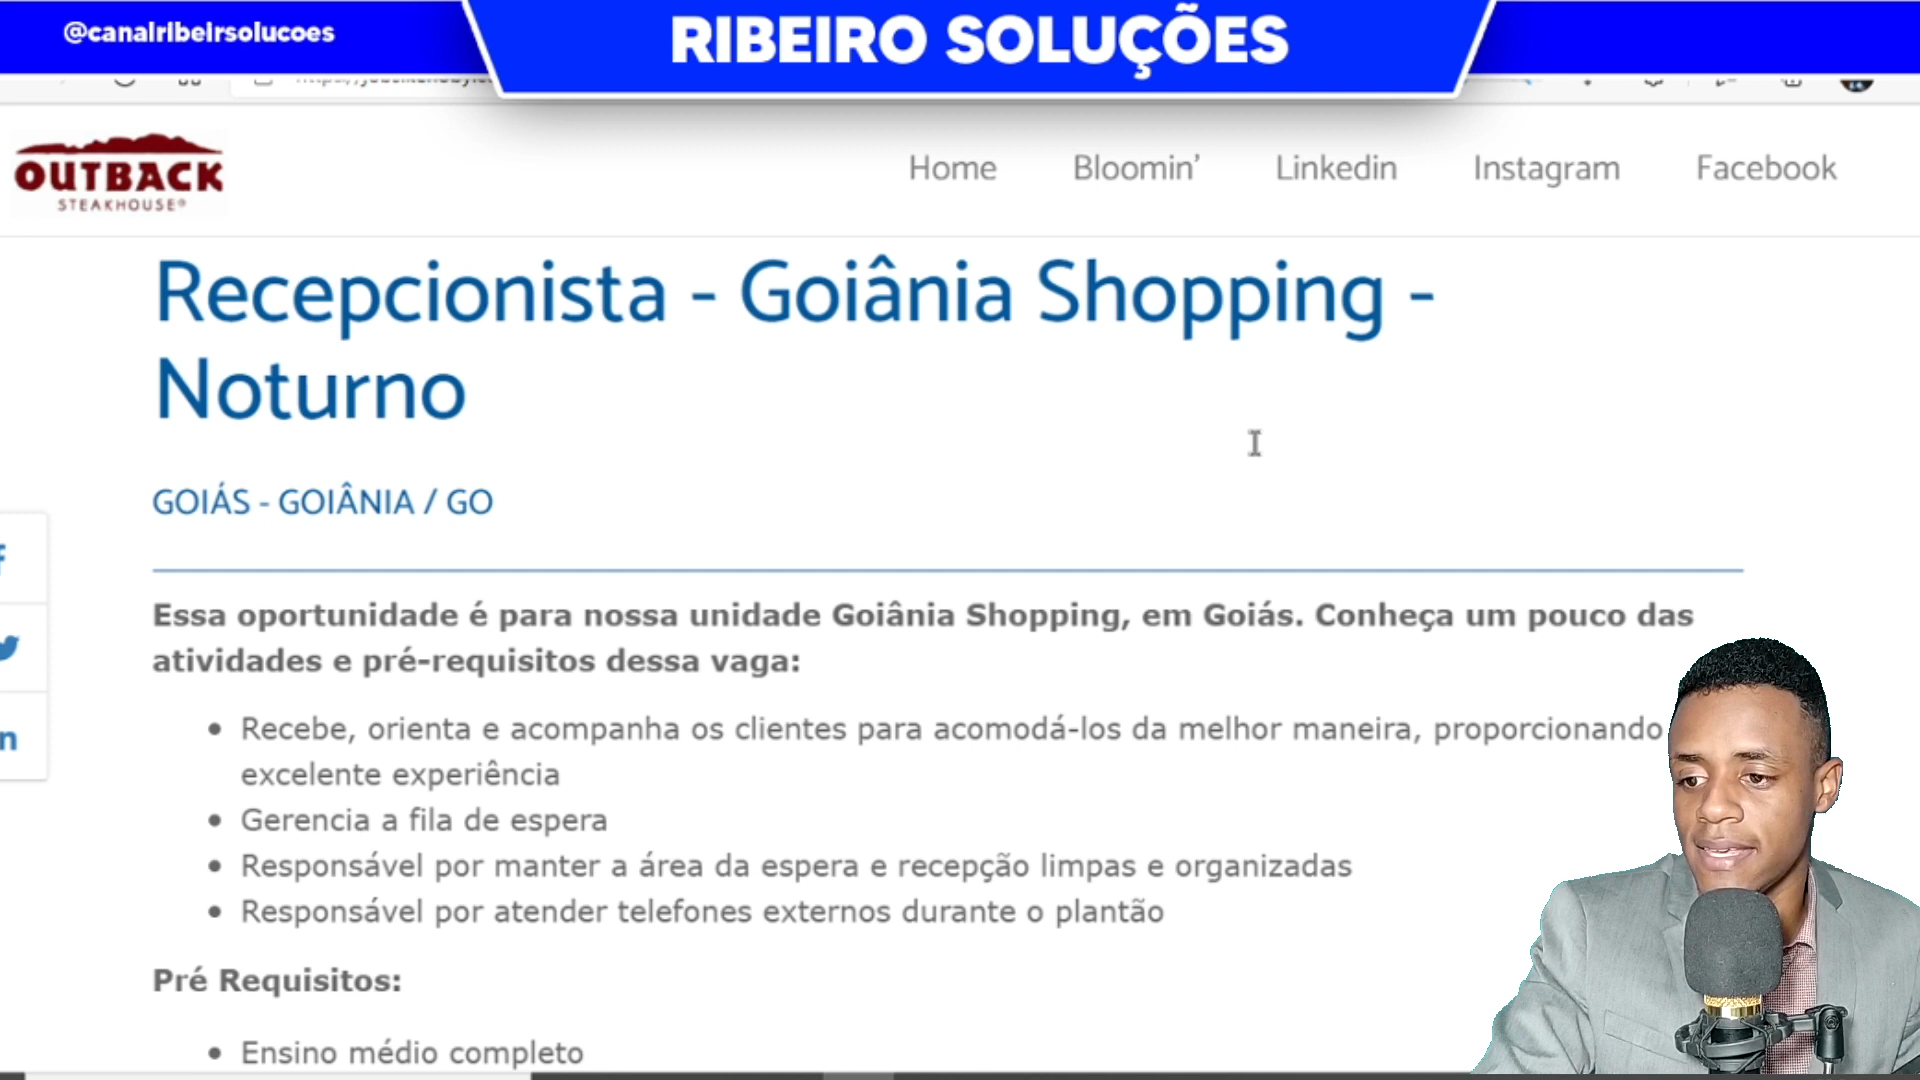 @canalribeirsolucoes
RIBEIRO SOLUÇÕES
OUTBACK
STEAKHOUSE®
Home Bloomin’ Linkedin Instagram Facebook
Recepcionista - Goiânia Shopping -
Noturno
GOIÁS - GOIÂNIA / GO
Essa oportunidade é para nossa unidade Goiânia Shopping, em Goiás. Conheça um pouco das
atividades e pré-requisitos dessa vaga:
• Recebe, orienta e acompanha os clientes para acomodá-los da melhor maneira, proporcionando
excelente experiência
• Gerencia a fila de espera
• Responsável por manter a área da espera e recepção limpas e organizadas
• Responsável por atender telefones externos durante o plantão
Pré Requisitos:
• Ensino médio completo